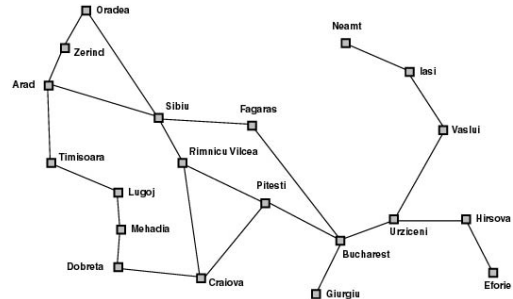 Oradea
Neamt
Zerind
Iasi
Arad
Sibiu
Fagaras
Vaslui
Timisoara
Rimnicu Vilcea
Pitesti
Lugoj
Hirsova
Mehadia
Urziceni
Bucharest
Dobreta
Craiova
Eforie
Giurgiu